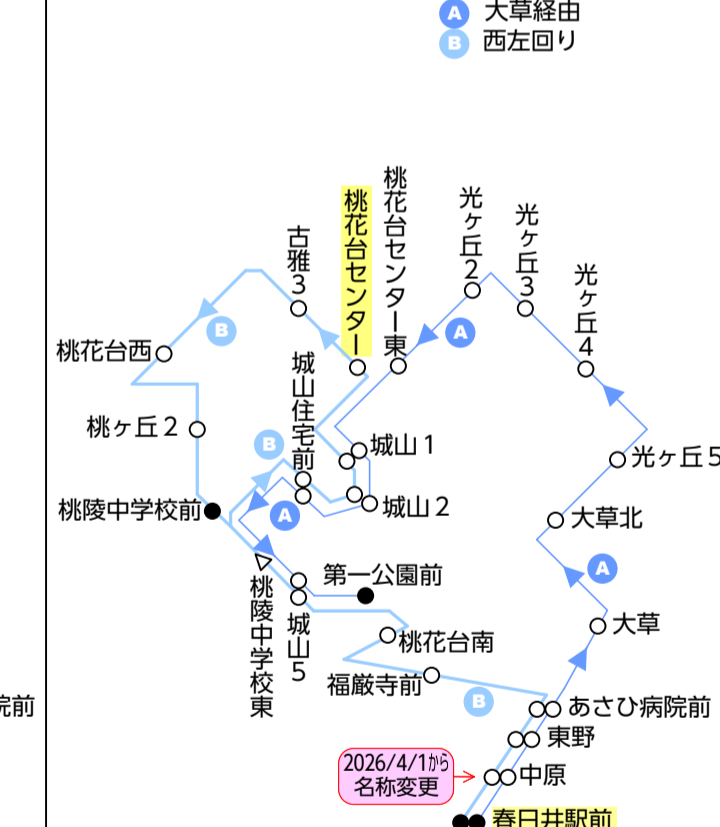 A 大草経由
B 西左回り
桃花台センター東
桃花台センター
光ヶ丘2
光ヶ丘3
古雅3
光ヶ丘4
B
A
桃花台西
城山住宅前
桃ヶ丘2
B
城山1
光ヶ丘5
城山2
桃陵中学校前
A
大草北
第一公園前
A
桃陵中学校東
城山5
大草
桃花台南
福厳寺前
B
院前
あさひ病院前
東野
2026/4/1から
名称変更
中原
春日井駅前